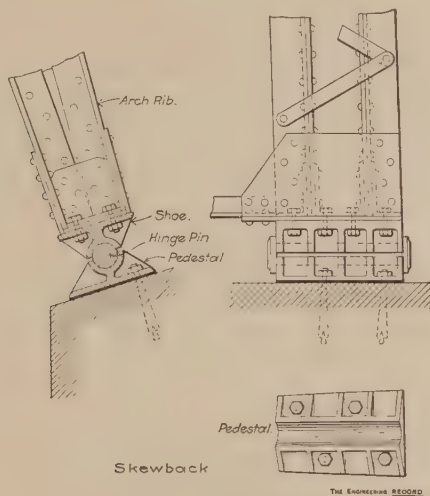 Arch Rib.
Shoe.
Hinge Pin
Pedestal
Pedestal.
Skewback
THE ENGINEERING RECORD